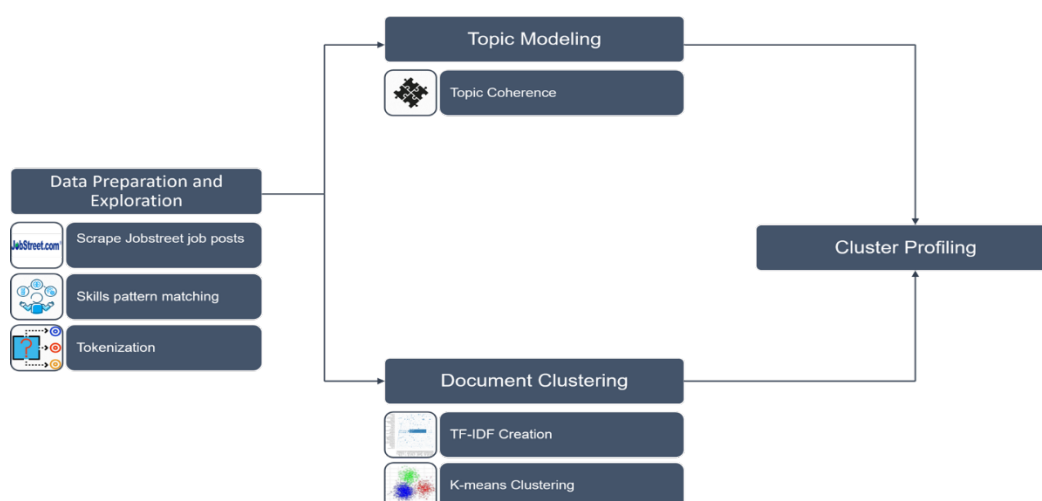 Topic Modeling
Topic Coherence
Data Preparation and
Exploration
JobStreet.com
Scrape Jobstreet job posts
Skills pattern matching
?
Tokenization
Cluster Profiling
Document Clustering
TF-IDF Creation
K-means Clustering